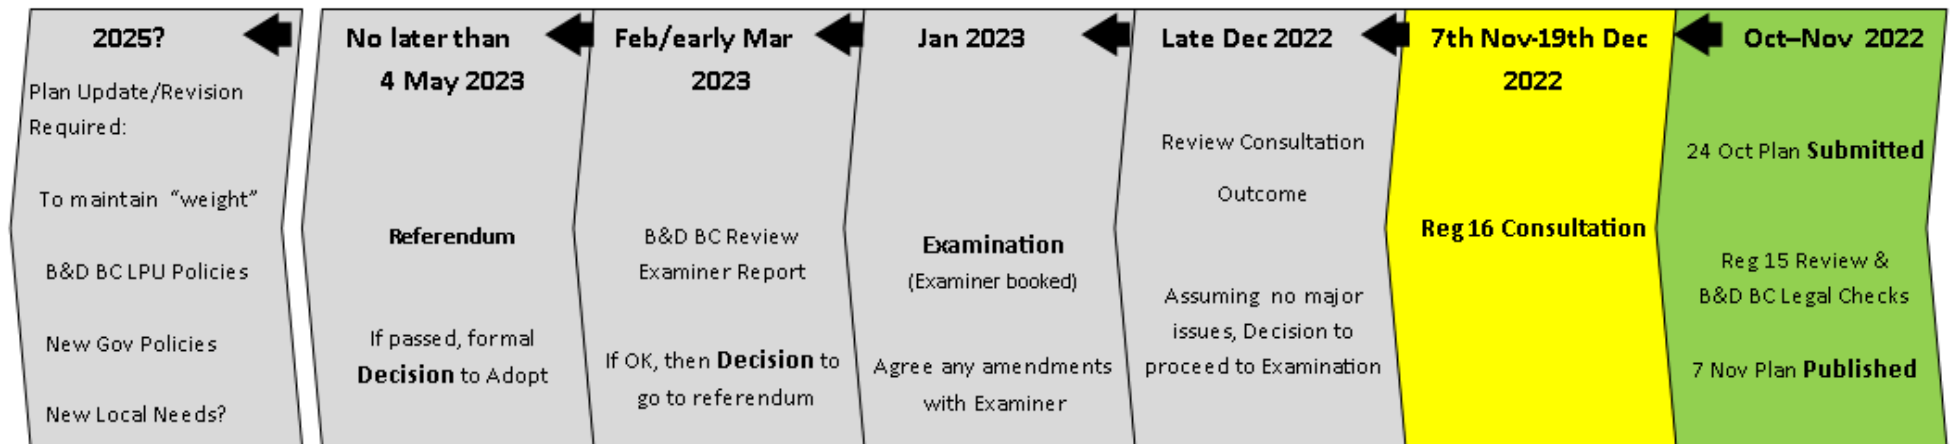 2025?
Plan Update/Revision
Required:
To maintain “weight”
B&D BC LPU Policies
New Gov Policies
New Local Needs?
No later than
4 May 2023
Referendum
If passed, formal
Decision to Adopt
Feb/early Mar
2023
B&D BC Review
Examiner Report
If OK, then Decision to
go to referendum
Jan 2023
Examination
(Examiner booked)
Agree any amendments
with Examiner
Late Dec 2022
Review Consultation
Outcome
Assuming no major
issues, Decision to
proceed to Examination
7th Nov-19th Dec
2022
Reg 16 Consultation
Oct–Nov 2022
24 Oct Plan Submitted
Reg 15 Review &
B&D BC Legal Checks
7 Nov Plan Published